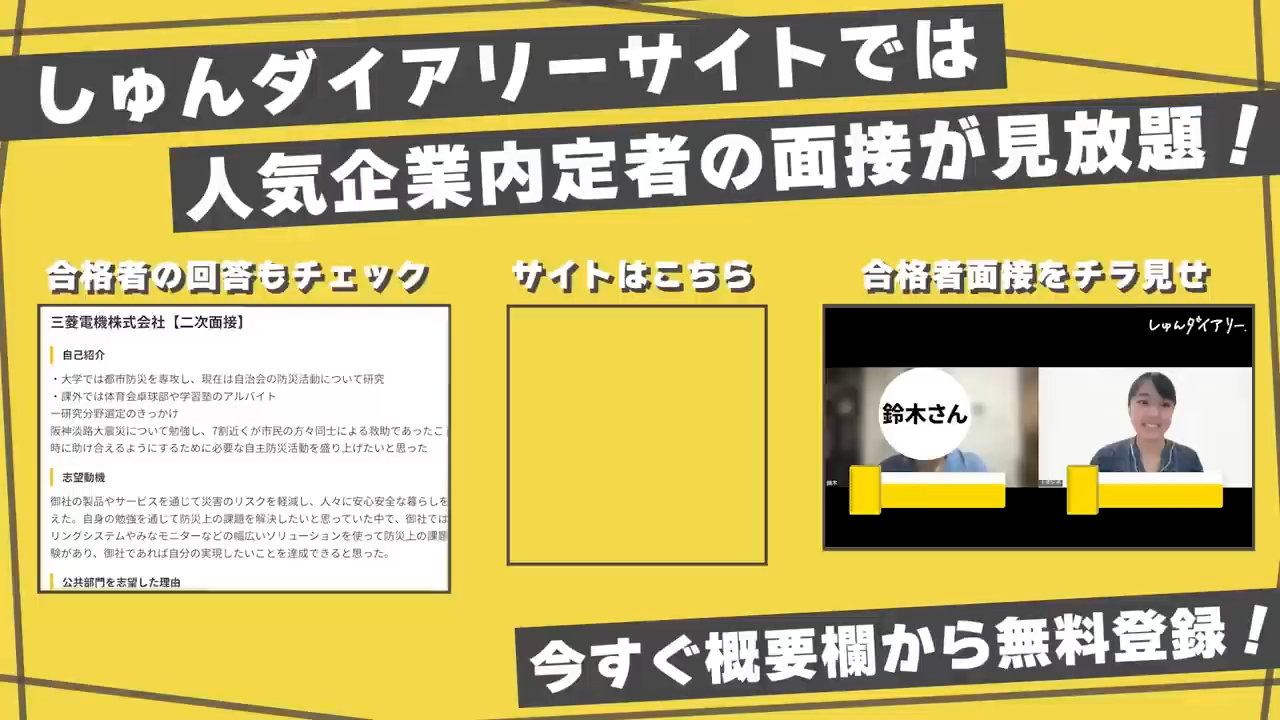 しゅんダイアリーサイトでは
人気企業内定者の面接が見放題！
合格者の回答もチェック
サイトはこちら
合格者面接をチラ見せ
三菱電機株式会社【二次面接】
自己紹介
・大学では都市防災を専攻し、現在は自治会の防災活動について研究
・課外では体育会卓球部や学習塾のアルバイト
ー研究分野選定のきっかけ
阪神淡路大震災について勉強し、7割近くが市民の方々同士による救助であったこ
時に助け合えるようにするために必要な自主防災活動を盛り上げたいと思った
志望動機
御社の製品やサービスを通じて災害のリスクを軽減し、人々に安心安全な暮らしを
えた。自身の勉強を通じて防災上の課題を解決したいと思っていた中で、御社では
リングシステムやみなモニターなどの幅広いソリューションを使って防災上の課題
験があり、御社であれば自分の実現したいことを達成できると思った。
公共部門を志望した理由
しゅんダイアリー.
鈴木さん
鈴木
今すぐ概要欄から無料登録！